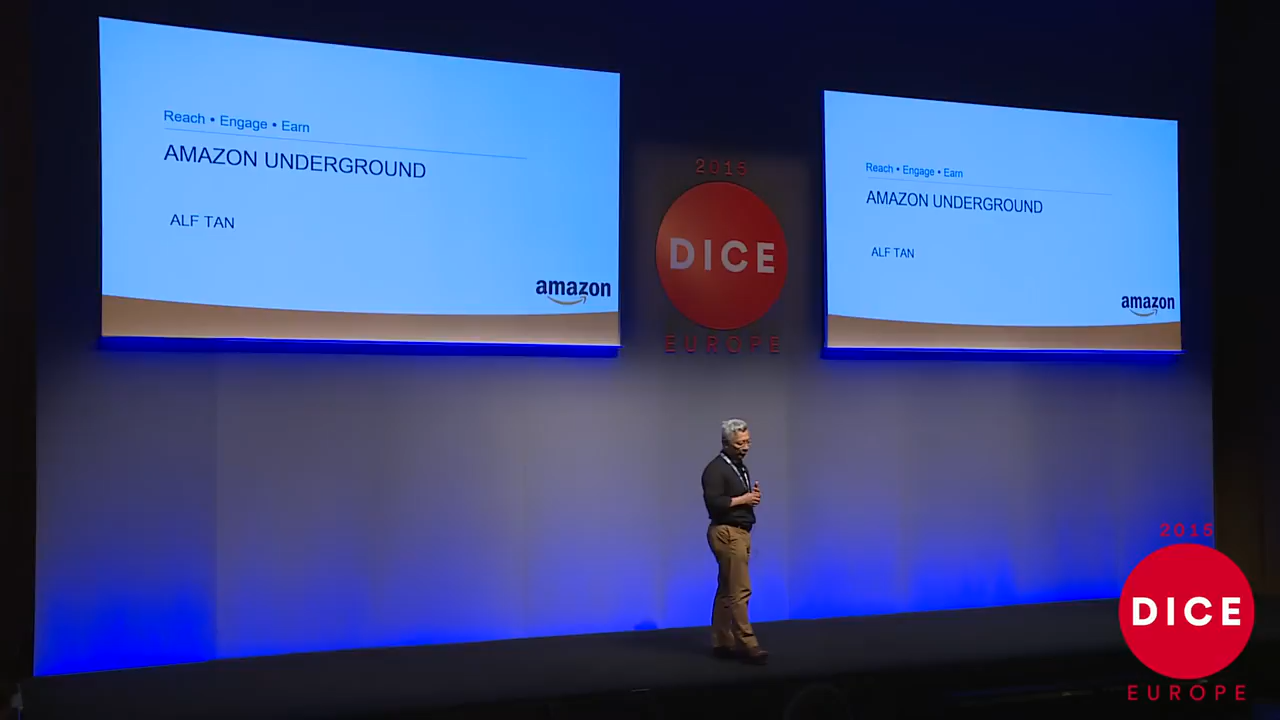 Reach • Engage • Earn
AMAZON UNDERGROUND
ALF TAN
amazon
2015
DICE
EUROPE
Reach • Engage • Earn
AMAZON UNDERGROUND
ALF TAN
amazon
2015
DICE
EUROPE